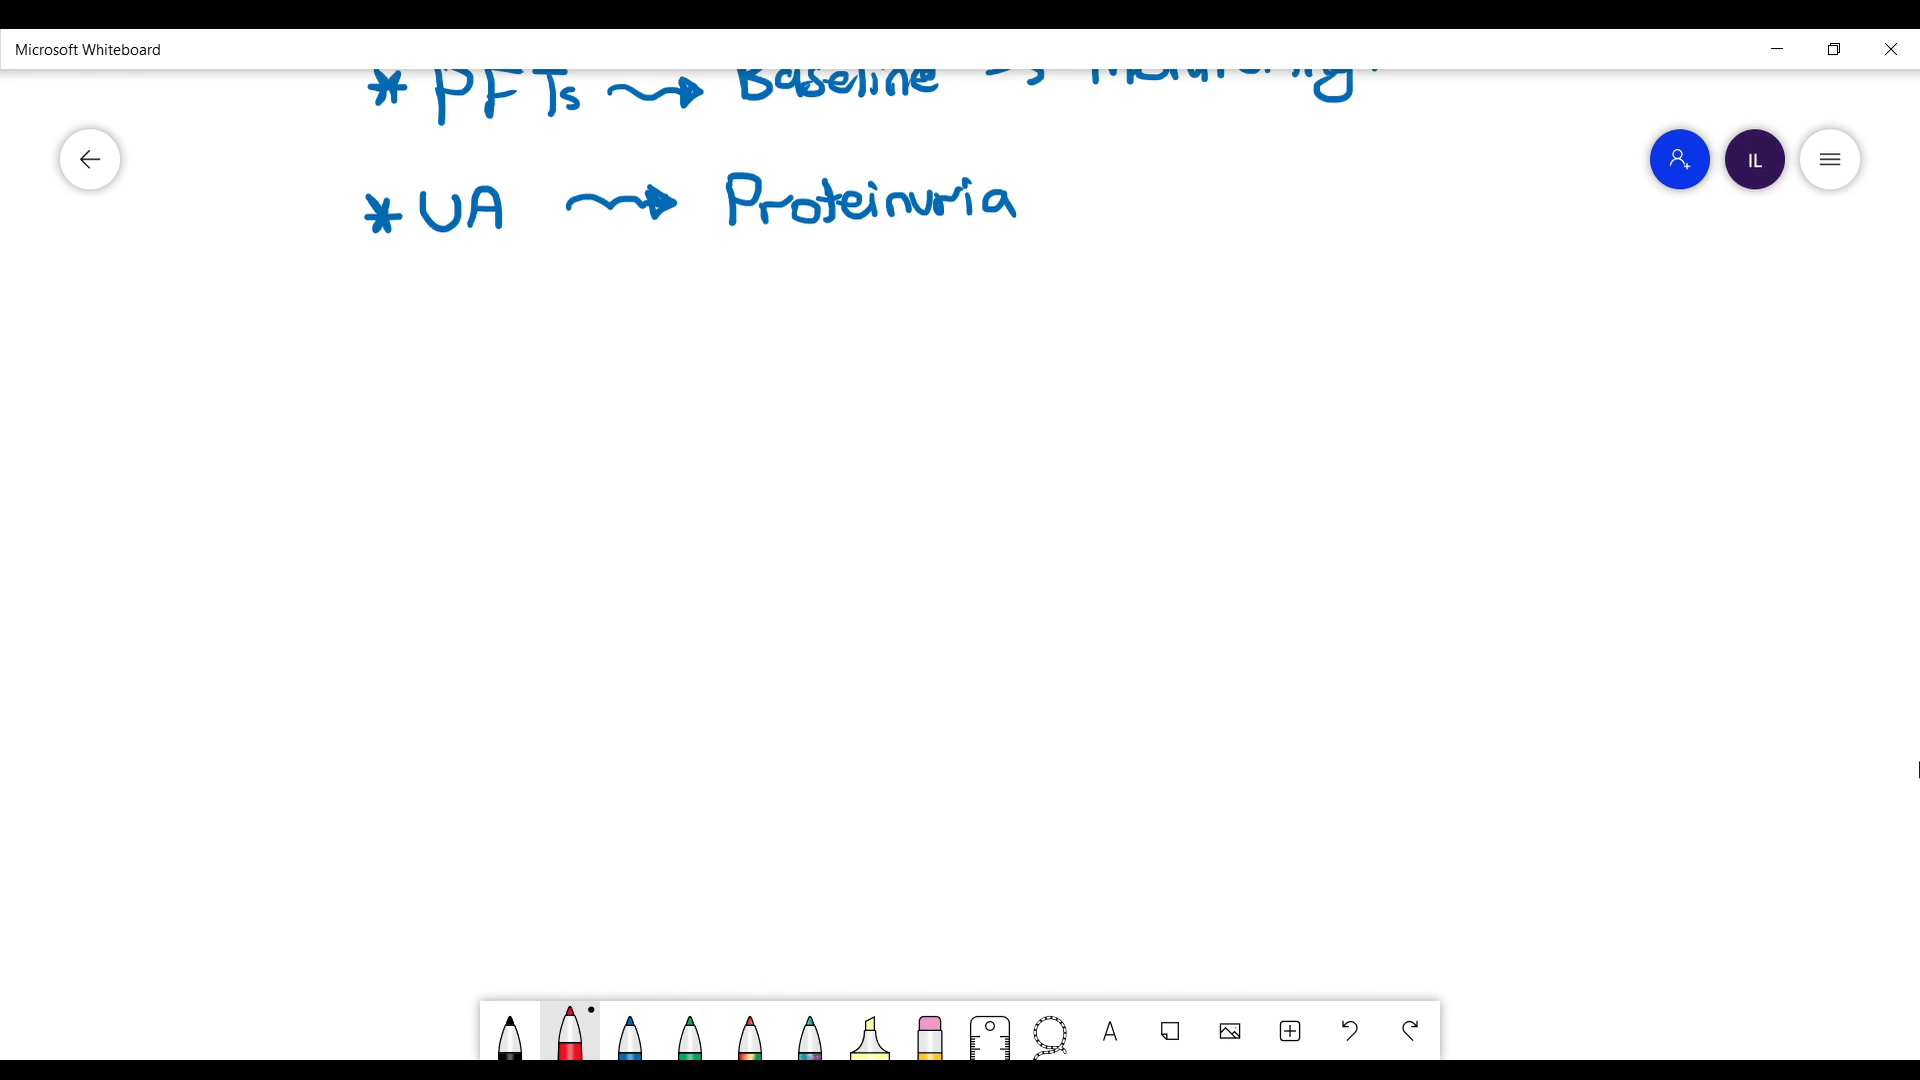 Microsoft Whiteboard
* PFTs → Baseline →
* UA → Proteinuria
IL
A